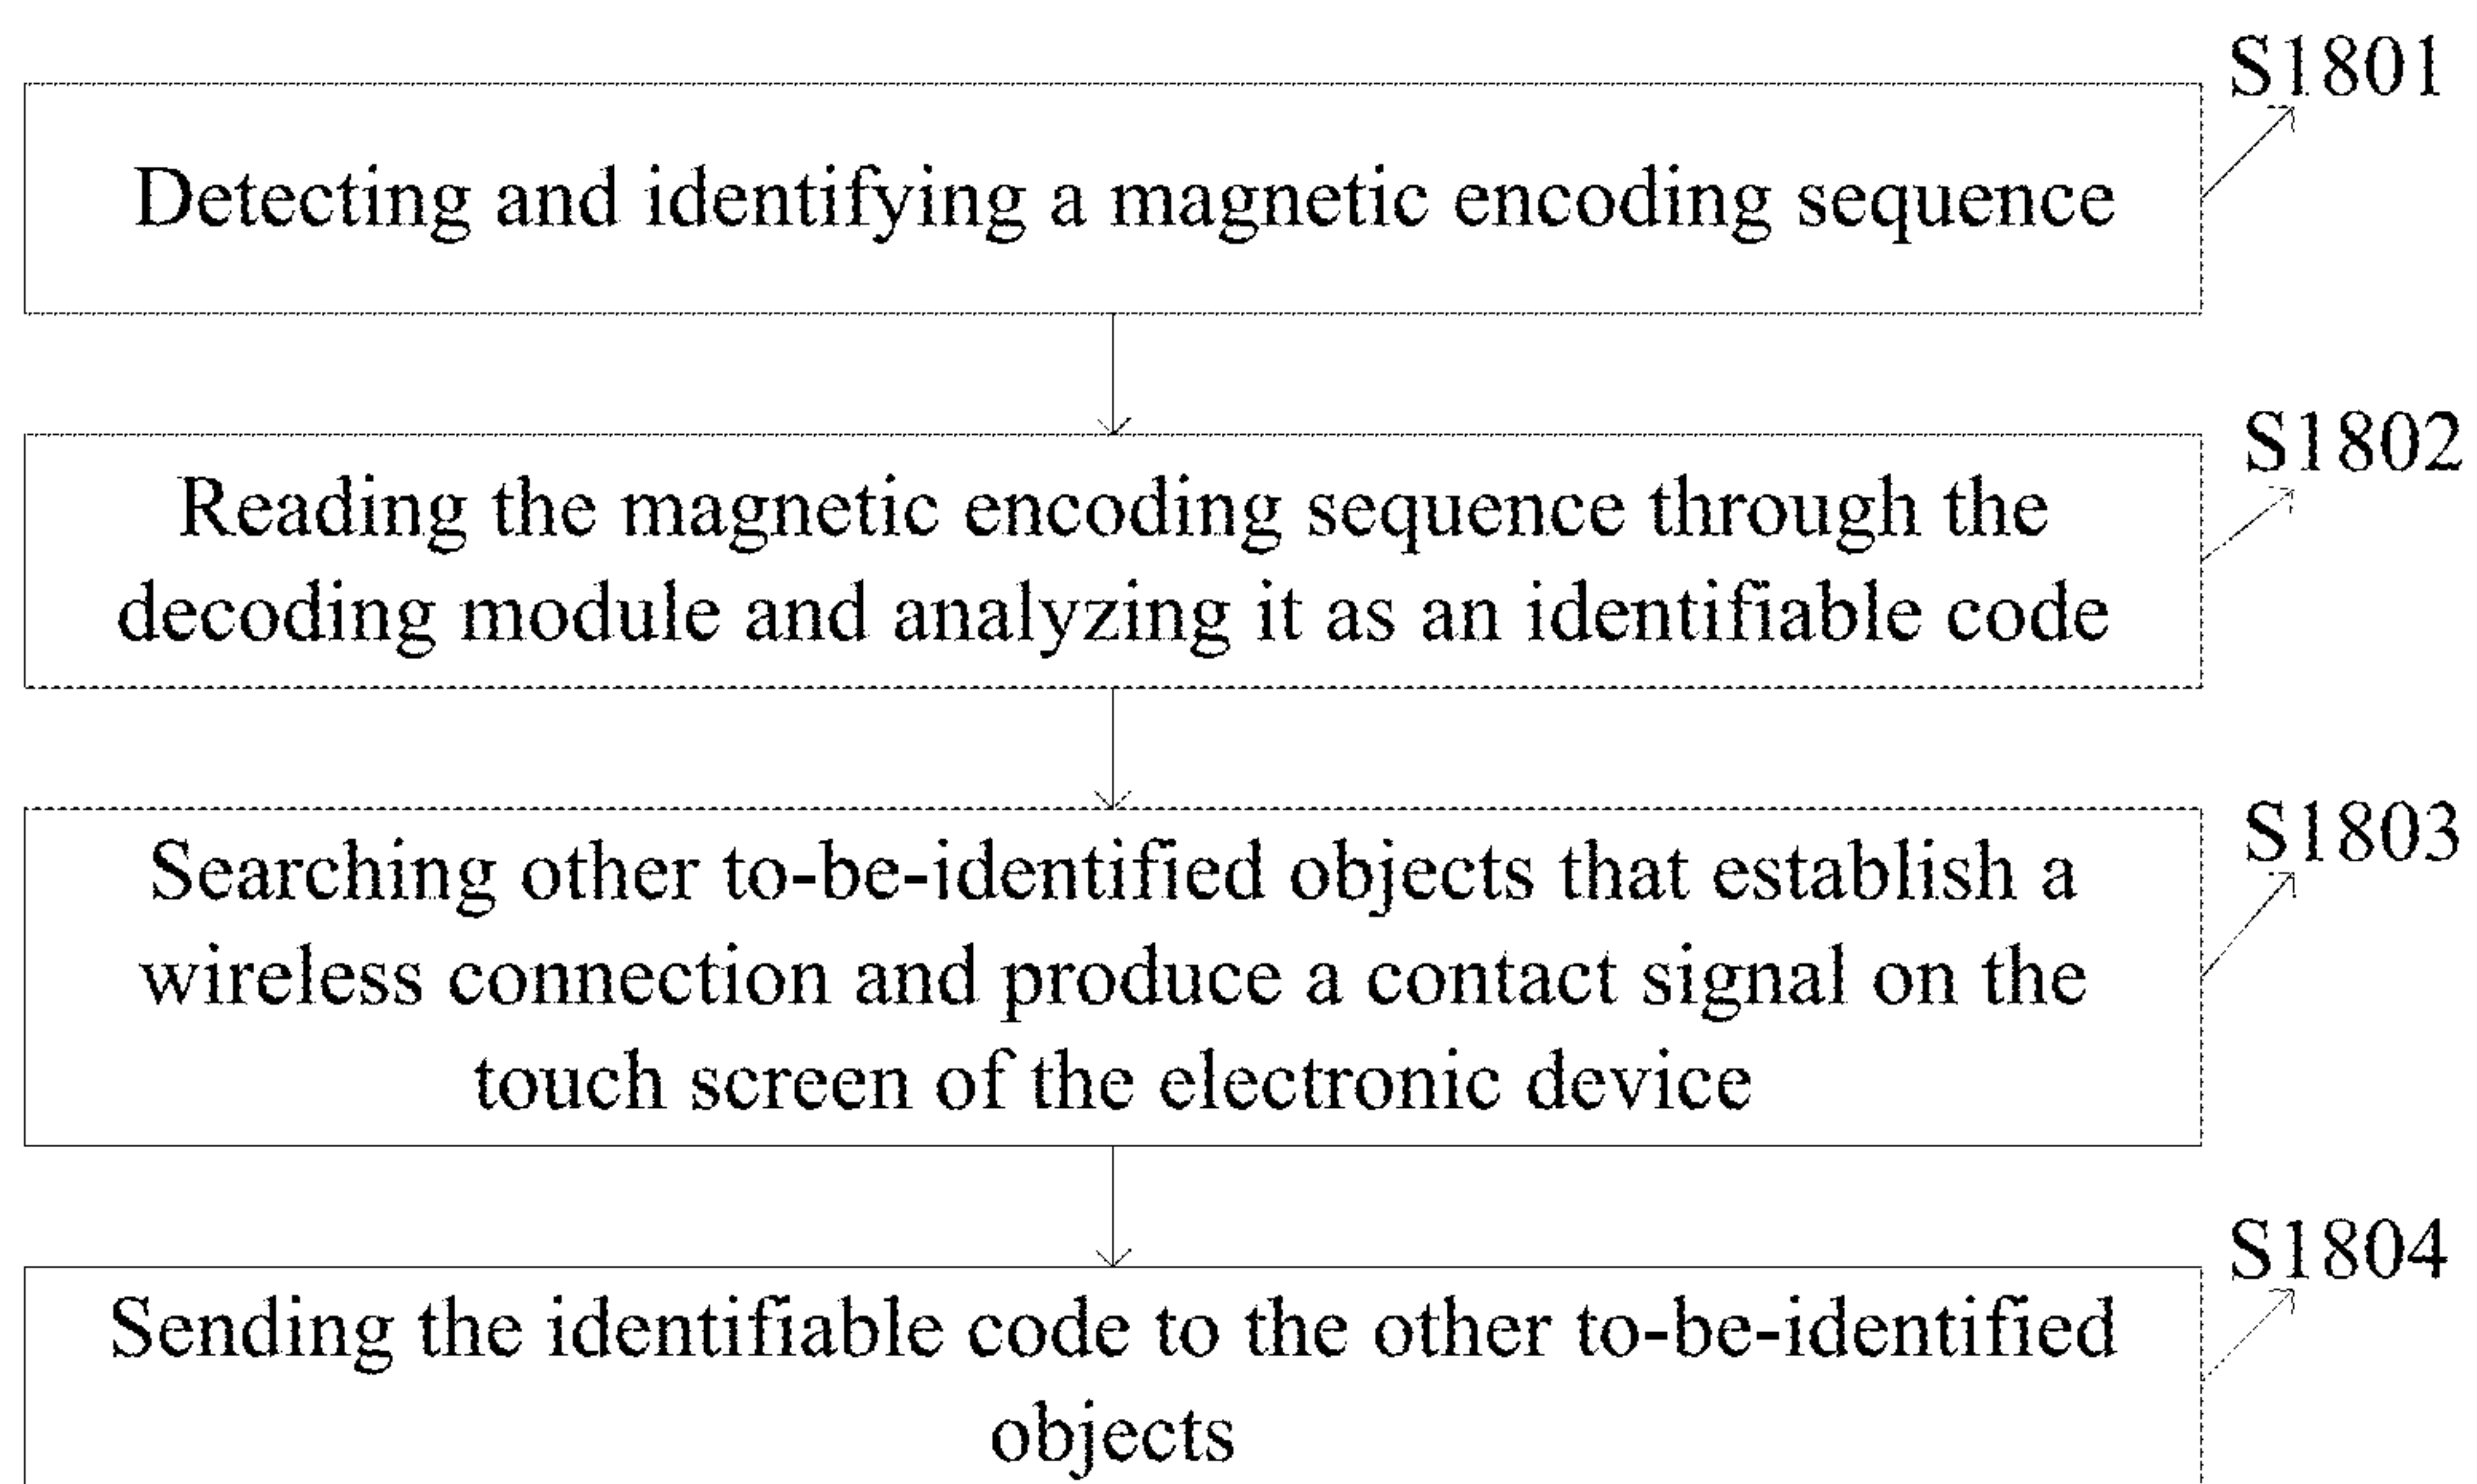 S1801
Detecting and identifying a magnetic encoding sequence
S1802
Reading the magnetic encoding sequence through the
decoding module and analyzing it as an identifiable code
S1803
Searching other to-be-identified objects that establish a
wireless connection and produce a contact signal on the
touch screen of the electronic device
S1804
Sending the identifiable code to the other to-be-identified
objects